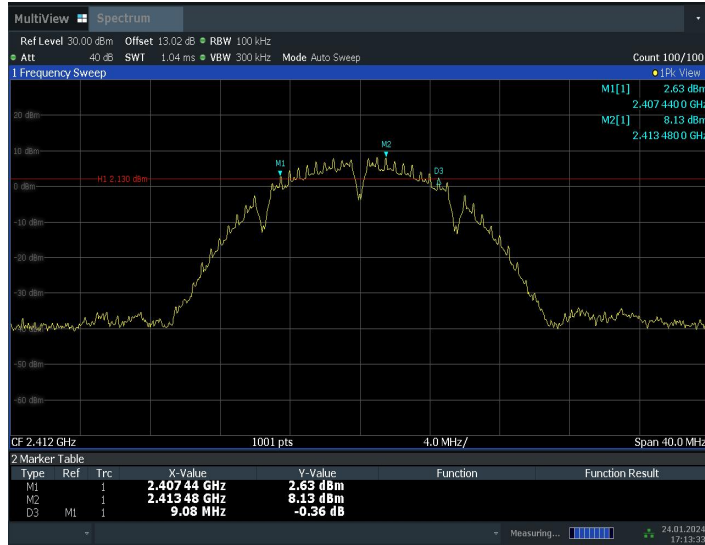 MultiView Spectrum
Ref Level 30.00 dBm Offset 13.02 dB RBW 100 kHz
Att 40 dB SWT 1.04 ms VBW 300 kHz Mode Auto Sweep Count 100/100
1 Frequency Sweep 1Pk View
M1[1] 2.63 dBm
2.407 440 0 GHz
M2[1] 8.13 dBm
2.413 480 0 GHz
20 dBm
10 dBm
M2
M1
D3
H1 2.130 dBm
0 dBm
-10 dBm
-20 dBm
-30 dBm
-50 dBm
-60 dBm
CF 2.412 GHz 1001 pts 4.0 MHz/ Span 40.0 MHz
2 Marker Table
Type Ref Trc X-Value Y-Value Function Function Result
M1 1 2.407 44 GHz 2.63 dBm
M2 1 2.413 48 GHz 8.13 dBm
D3 M1 1 9.08 MHz -0.36 dB
Measuring... 24.01.2024
17:13:33